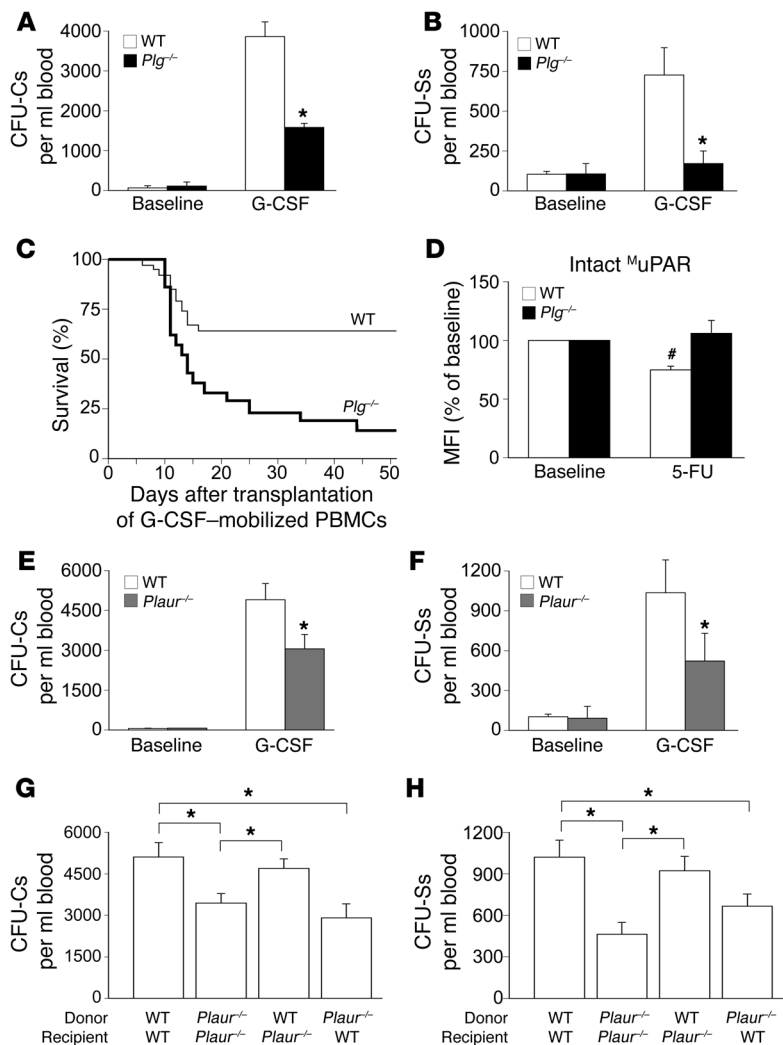 A
CFU-Cs
per ml blood
4000
3000
2000
1000
0
WT
Plg–/–
*
Baseline
G-CSF
B
CFU-Ss
per ml blood
1000
750
500
250
0
WT
Plg–/–
*
Baseline
G-CSF
C
Survival (%)
100
75
50
25
0
WT
Plg–/–
0
10
20
30
40
50
Days after transplantation
of G-CSF–mobilized PBMCs
D
Intact MuPAR
MFI (% of baseline)
150
100
50
0
WT
Plg–/–
#
Baseline
5-FU
E
CFU-Cs
per ml blood
6000
4500
3000
1500
0
WT
Plaur–/–
*
Baseline
G-CSF
F
CFU-Ss
per ml blood
1200
900
600
300
0
WT
Plaur–/–
*
Baseline
G-CSF
G
CFU-Cs
per ml blood
6000
4500
3000
1500
0
*
*
*
Donor WT Plaur–/– WT Plaur–/–
Recipient WT Plaur–/– Plaur–/– WT
H
CFU-Ss
per ml blood
1200
900
600
300
0
*
*
*
Donor WT Plaur–/– WT Plaur–/–
Recipient WT Plaur–/– Plaur–/– WT